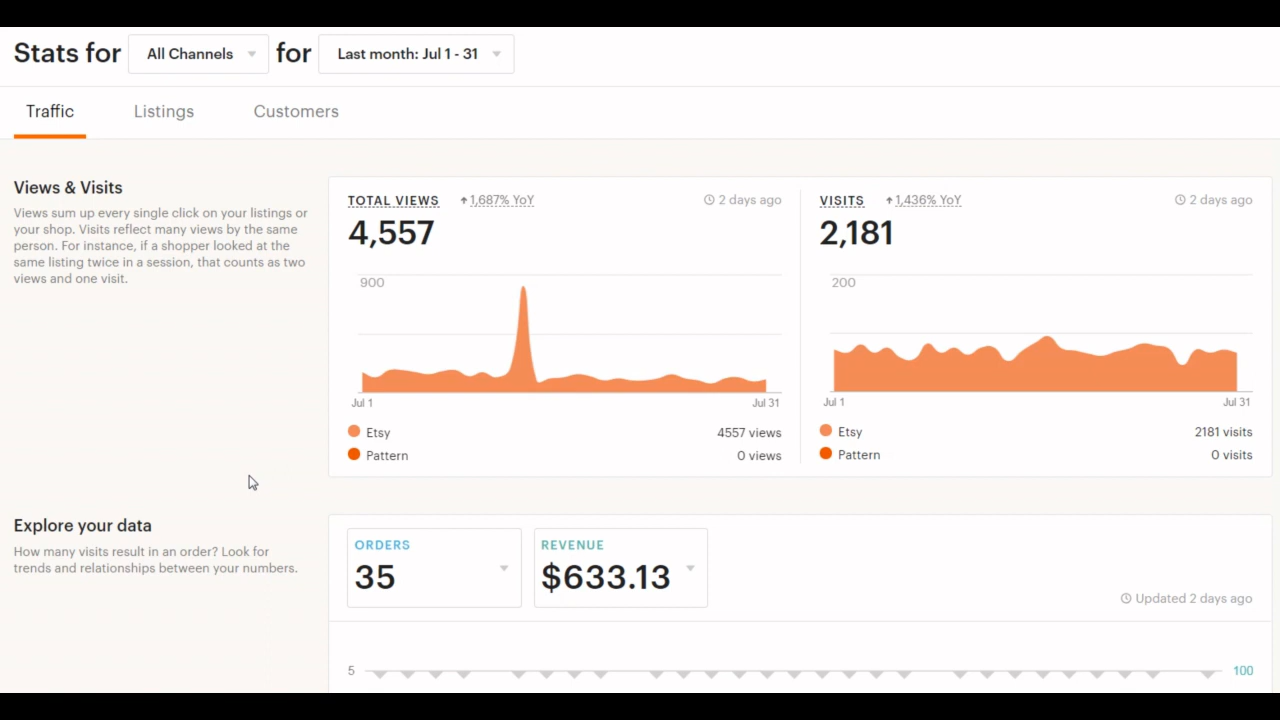 Stats for All Channels for Last month: Jul 1 - 31
Traffic Listings Customers
Views & Visits
Views sum up every single click on your listings or
your shop. Visits reflect many views by the same
person. For instance, if a shopper looked at the
same listing twice in a session, that counts as two
views and one visit.
TOTAL VIEWS 1,687% YoY 2 days ago
4,557
900
Jul 1 Jul 31
Etsy 4557 views
Pattern 0 views
VISITS 1,436% YoY 2 days ago
2,181
200
Jul 1 Jul 31
Etsy 2181 visits
Pattern 0 visits
Explore your data
How many visits result in an order? Look for
trends and relationships between your numbers.
ORDERS
35
REVENUE
$633.13
Updated 2 days ago
5 100